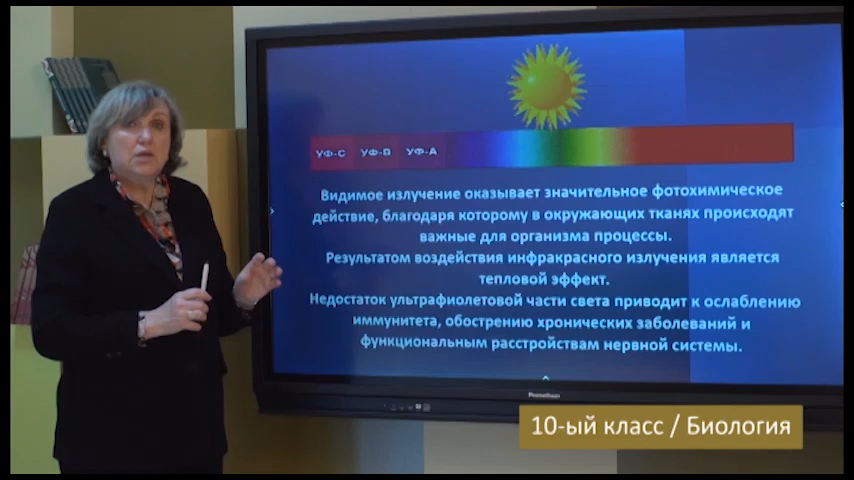 УФ-С УФ-В УФ-А
Видимое излучение оказывает значительное фотохимическое
действие, благодаря которому в окружающих тканях происходят
важные для организма процессы.
Результатом воздействия инфракрасного излучения является
тепловой эффект.
Недостаток ультрафиолетовой части света приводит к ослаблению
иммунитета, обострению хронических заболеваний и
функциональным расстройствам нервной системы.
Promethean
10-ый класс / Биология